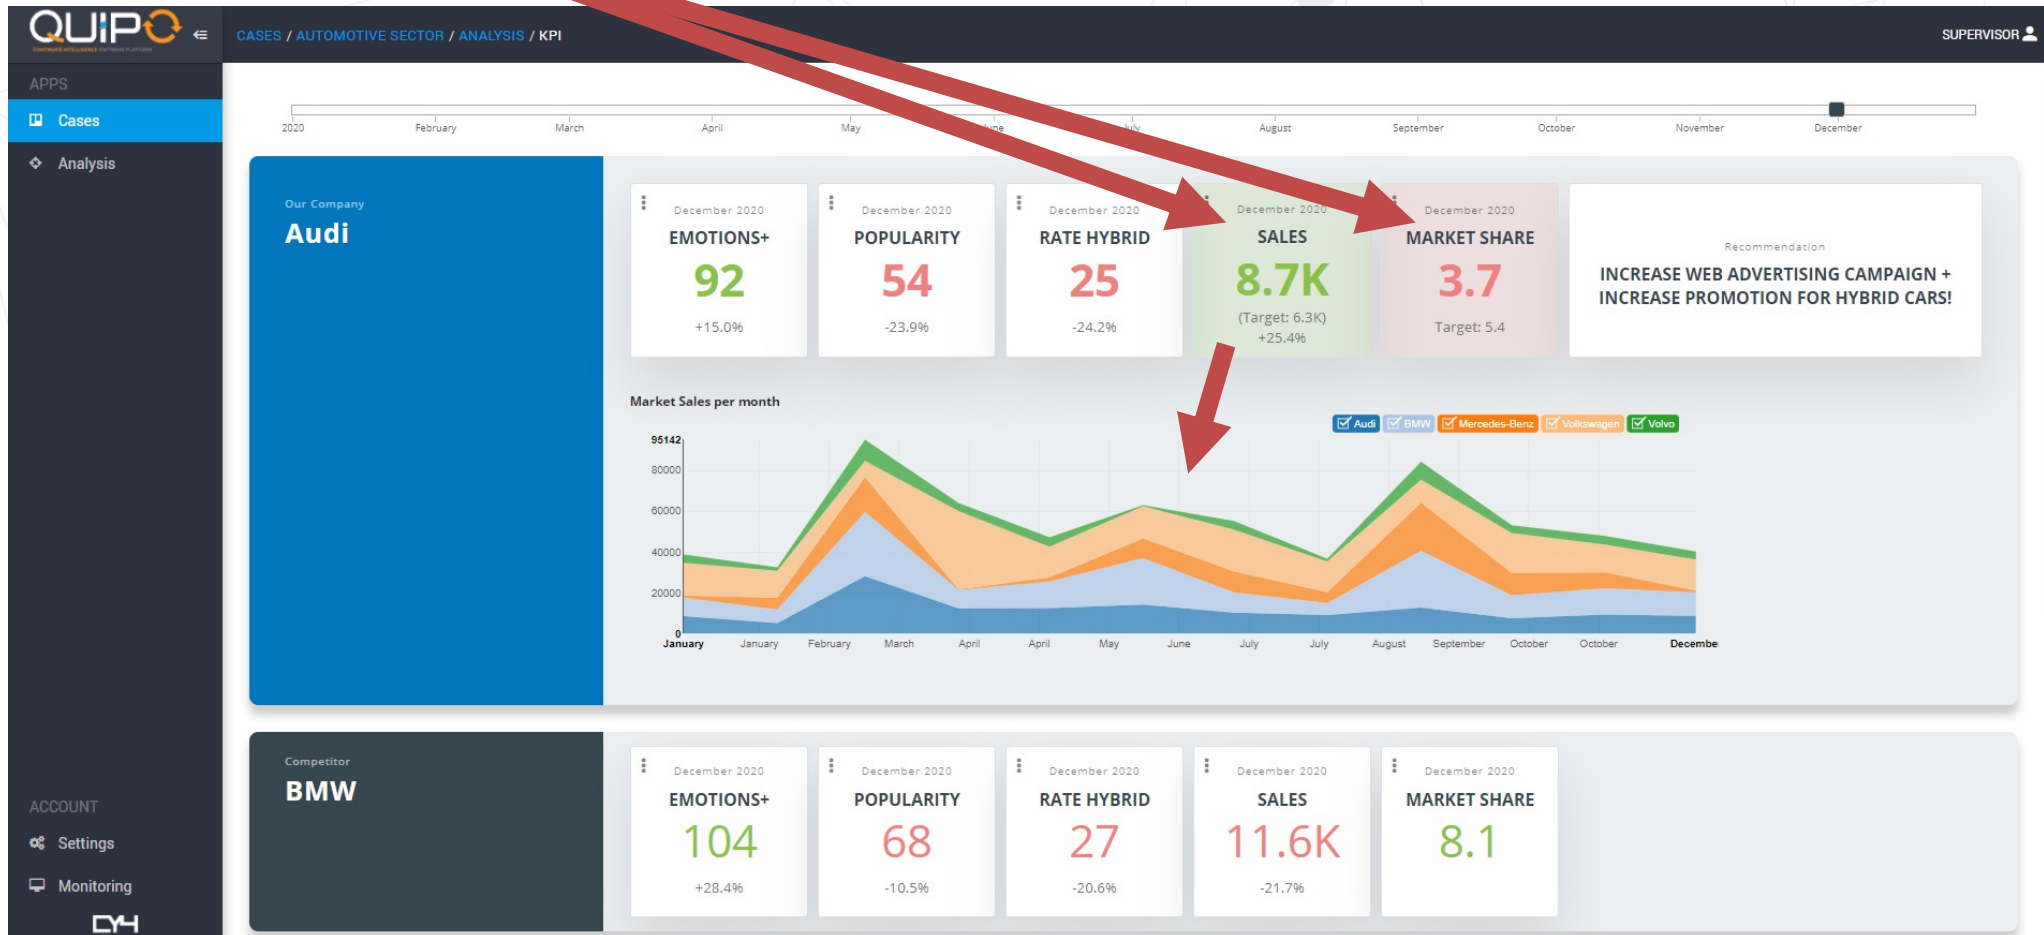 QUIPO
CONTINUOUS INTELLIGENCE SOFTWARE PLATFORM
CASES / AUTOMOTIVE SECTOR / ANALYSIS / KPI
SUPERVISOR
APPS
Cases
Analysis
2020 February March April May June July August September October November December
Our Company
Audi
December 2020
EMOTIONS+
92
+15.0%
December 2020
POPULARITY
54
-23.9%
December 2020
RATE HYBRID
25
-24.2%
December 2020
SALES
8.7K
(Target: 6.3K)
+25.4%
December 2020
MARKET SHARE
3.7
Target: 5.4
Recommendation
INCREASE WEB ADVERTISING CAMPAIGN +
INCREASE PROMOTION FOR HYBRID CARS!
Market Sales per month
Audi BMW Mercedes-Benz Volkswagen Volvo
95142
80000
60000
40000
20000
0
January January February March April April May June July July August September October October Decembe
Competitor
BMW
December 2020
EMOTIONS+
104
+28.4%
December 2020
POPULARITY
68
-10.5%
December 2020
RATE HYBRID
27
-20.6%
December 2020
SALES
11.6K
-21.7%
December 2020
MARKET SHARE
8.1
ACCOUNT
Settings
Monitoring
CY4